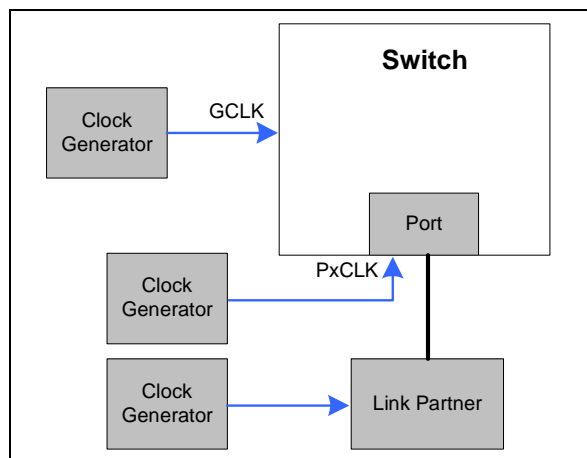 Switch
Clock
Generator
GCLK
Port
PxCLK
Clock
Generator
Clock
Generator
Link Partner